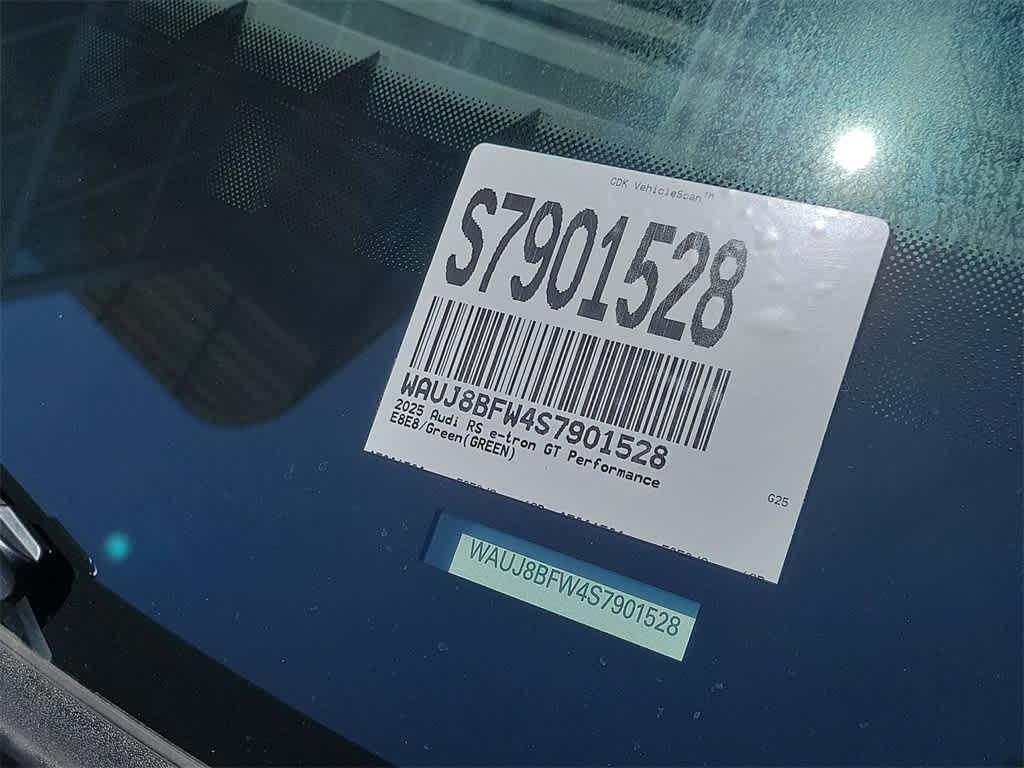 CDK VehicleScan™
S7901528
WAUJ8BFW4S7901528
2025 Audi RS e-tron GT Performance
E8E8/Green(GREEN)
G25
WAUJ8BFW4S7901528